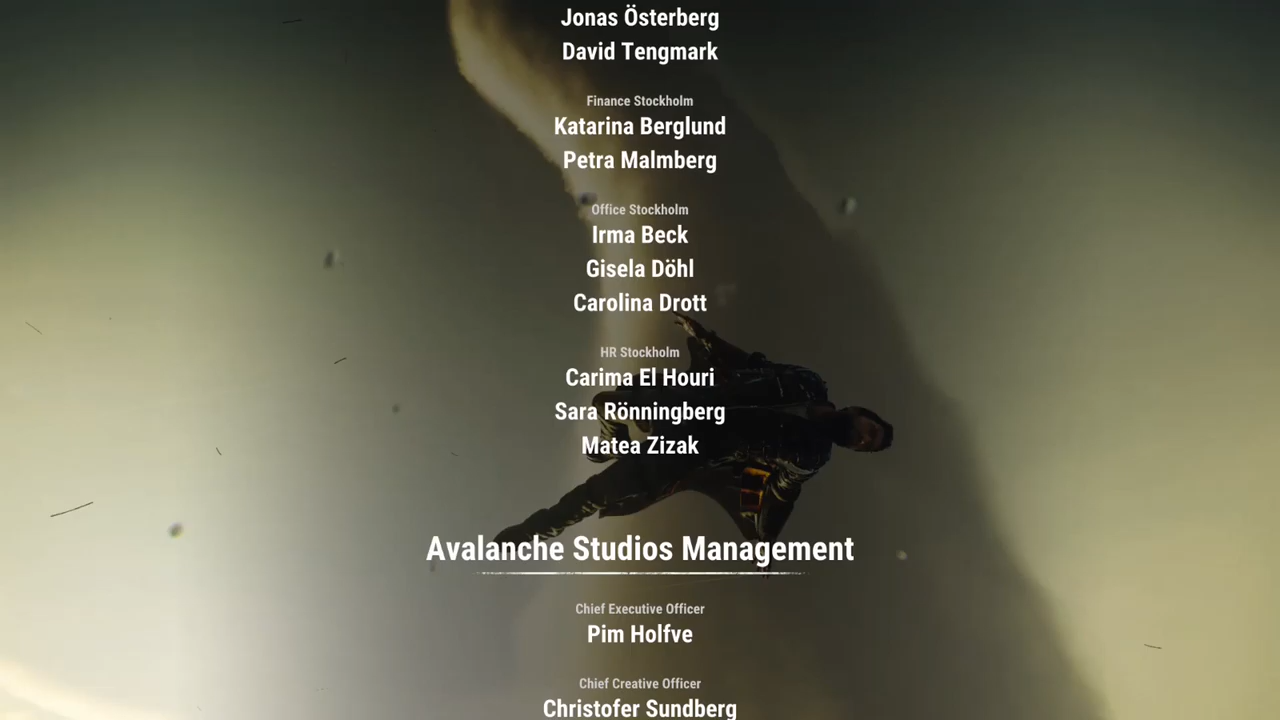 Jonas Österberg
David Tengmark
Finance Stockholm
Katarina Berglund
Petra Malmberg
Office Stockholm
Irma Beck
Gisela Döhl
Carolina Drott
HR Stockholm
Carima El Houri
Sara Rönningberg
Matea Zizak
Avalanche Studios Management
Chief Executive Officer
Pim Holfve
Chief Creative Officer
Christofer Sundberg